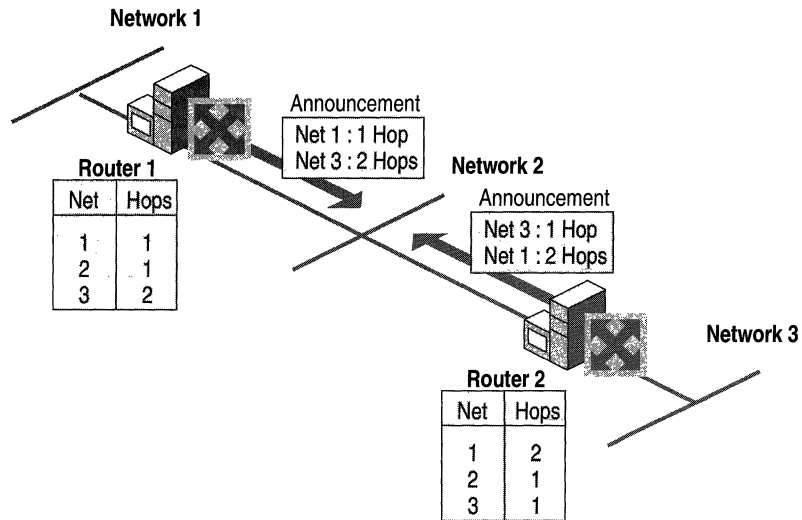 Network 1
Announcement
Net 1 : 1 Hop
Net 3 : 2 Hops
Router 1
Net Hops
1 1
2 1
3 2
Network 2
Announcement
Net 3 : 1 Hop
Net 1 : 2 Hops
Network 3
Router 2
Net Hops
1 2
2 1
3 1